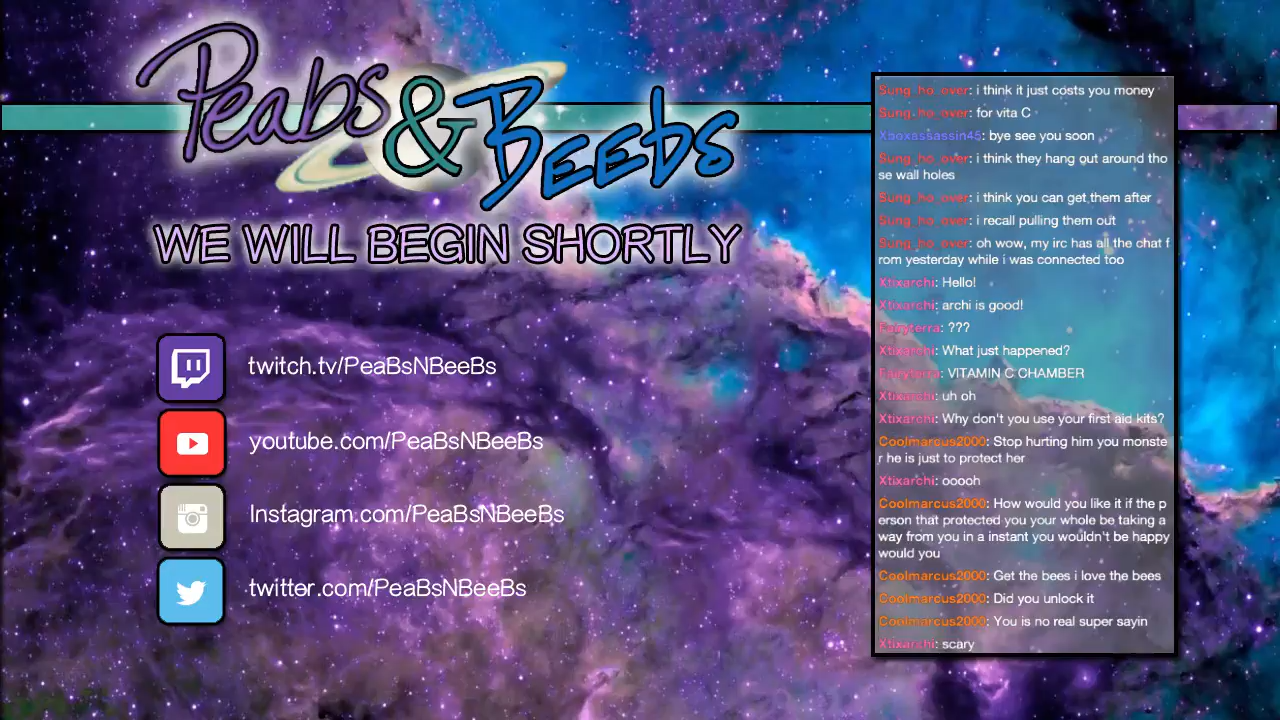 Peabs & Beebs
WE WILL BEGIN SHORTLY
twitch.tv/PeaBsNBeeBs
youtube.com/PeaBsNBeeBs
Instagram.com/PeaBsNBeeBs
twitter.com/PeaBsNBeeBs
Sung_ho_over: i think it just costs you money
Sung_ho_over: for vita C
Xboxassassin45: bye see you soon
Sung_ho_over: i think they hang out around tho
se wall holes
Sung_ho_over: i think you can get them after
Sung_ho_over: i recall pulling them out
Sung_ho_over: oh wow, my irc has all the chat f
rom yesterday while i was connected too
Xtixarchi: Hello!
Xtixarchi: archi is good!
Fairyterra: ???
Xtixarchi: What just happened?
Fairyterra: VITAMIN C CHAMBER
Xtixarchi: uh oh
Xtixarchi: Why don't you use your first aid kits?
Coolmarcus2000: Stop hurting him you monste
r he is just to protect her
Xtixarchi: ooooh
Coolmarcus2000: How would you like it if the p
erson that protected you your whole be taking a
way from you in a instant you wouldn't be happy
would you
Coolmarcus2000: Get the bees i love the bees
Coolmarcus2000: Did you unlock it
Coolmarcus2000: You is no real super sayin
Xtixarchi: scary